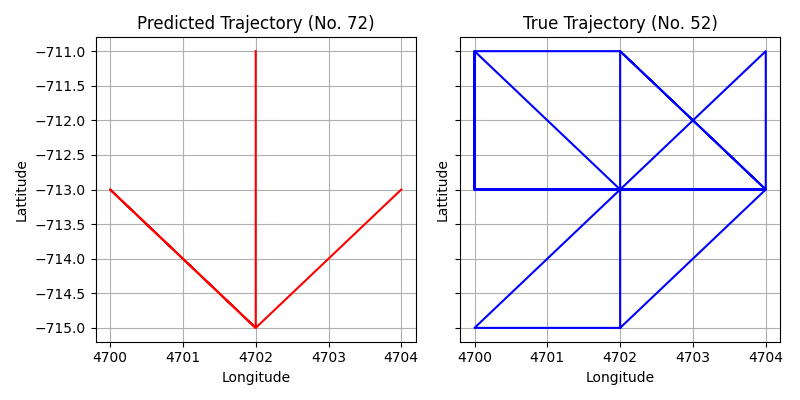 Predicted Trajectory (No. 72)
True Trajectory (No. 52)
Lattitude
−711.0
−711.5
−712.0
−712.5
−713.0
−713.5
−714.0
−714.5
−715.0
4700 4701 4702 4703 4704
Longitude
Lattitude
4700 4701 4702 4703 4704
Longitude